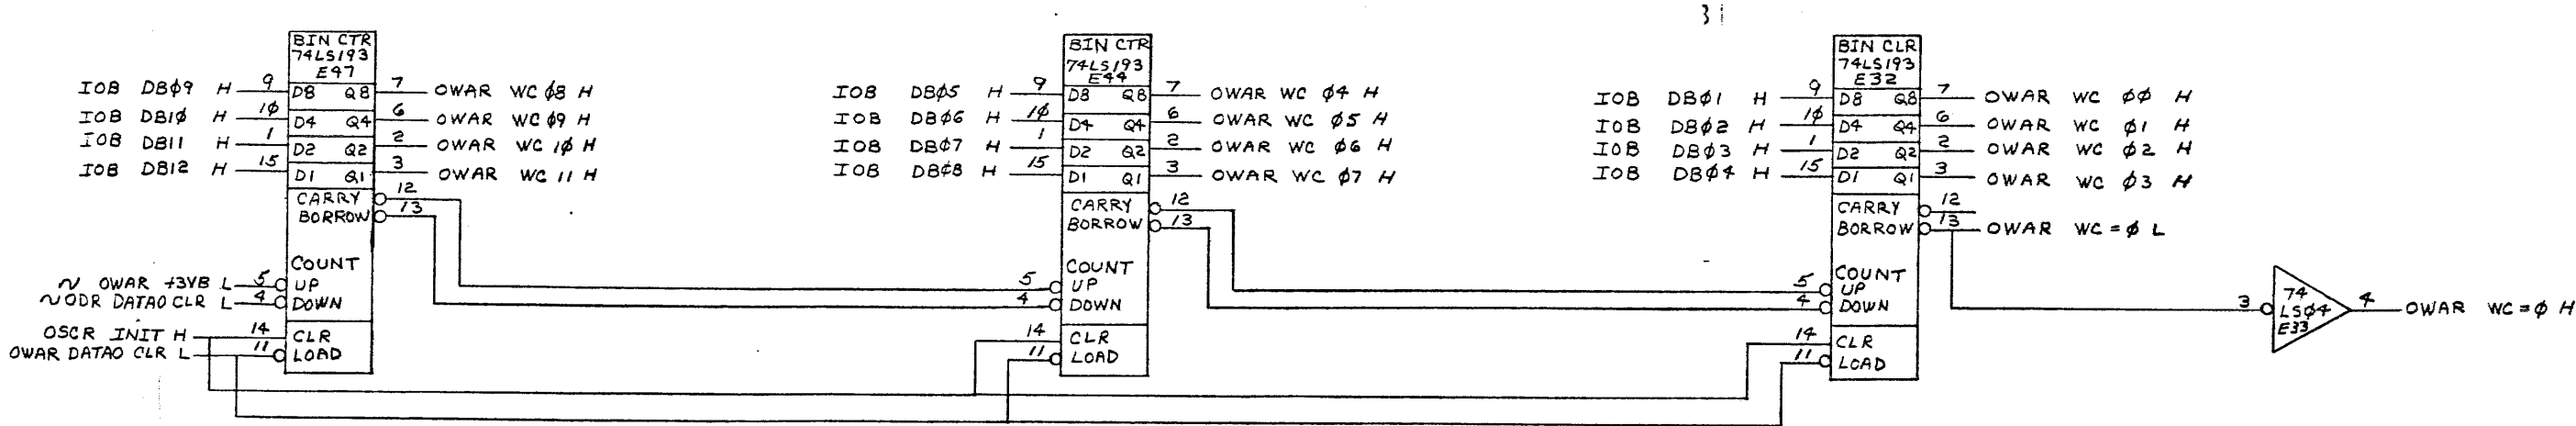 BIN CTR
74LS193
E47
IOB DBØ9 H 9 D8 Q8 7 OWAR WC Ø8 H
IOB DB1Ø H 1Ø D4 Q4 6 OWAR WC Ø9 H
IOB DB11 H 1 D2 Q2 2 OWAR WC 1Ø H
IOB DB12 H 15 D1 Q1 3 OWAR WC 11 H
CARRY 12
BORROW 13
COUNT
~ OWAR +3VB L 5 UP
~ ODR DATAO CLR L 4 DOWN
OSCR INIT H 14 CLR
OWAR DATAO CLR L 11 LOAD
BIN CTR
74LS193
E44
IOB DBØ5 H 9 D8 Q8 7 OWAR WC Ø4 H
IOB DBØ6 H 1Ø D4 Q4 6 OWAR WC Ø5 H
IOB DBØ7 H 1 D2 Q2 2 OWAR WC Ø6 H
IOB DBØ8 H 15 D1 Q1 3 OWAR WC Ø7 H
CARRY 12
BORROW 13
COUNT
5 UP
4 DOWN
14 CLR
11 LOAD
BIN CLR
74LS193
E32
IOB DBØ1 H 9 D8 Q8 7 OWAR WC ØØ H
IOB DBØ2 H 1Ø D4 Q4 6 OWAR WC Ø1 H
IOB DBØ3 H 1 D2 Q2 2 OWAR WC Ø2 H
IOB DBØ4 H 15 D1 Q1 3 OWAR WC Ø3 H
CARRY 12
BORROW 13 OWAR WC=Ø L
COUNT
5 UP
4 DOWN
14 CLR
11 LOAD
74
3 LSØ4 4 OWAR WC=Ø H
E33